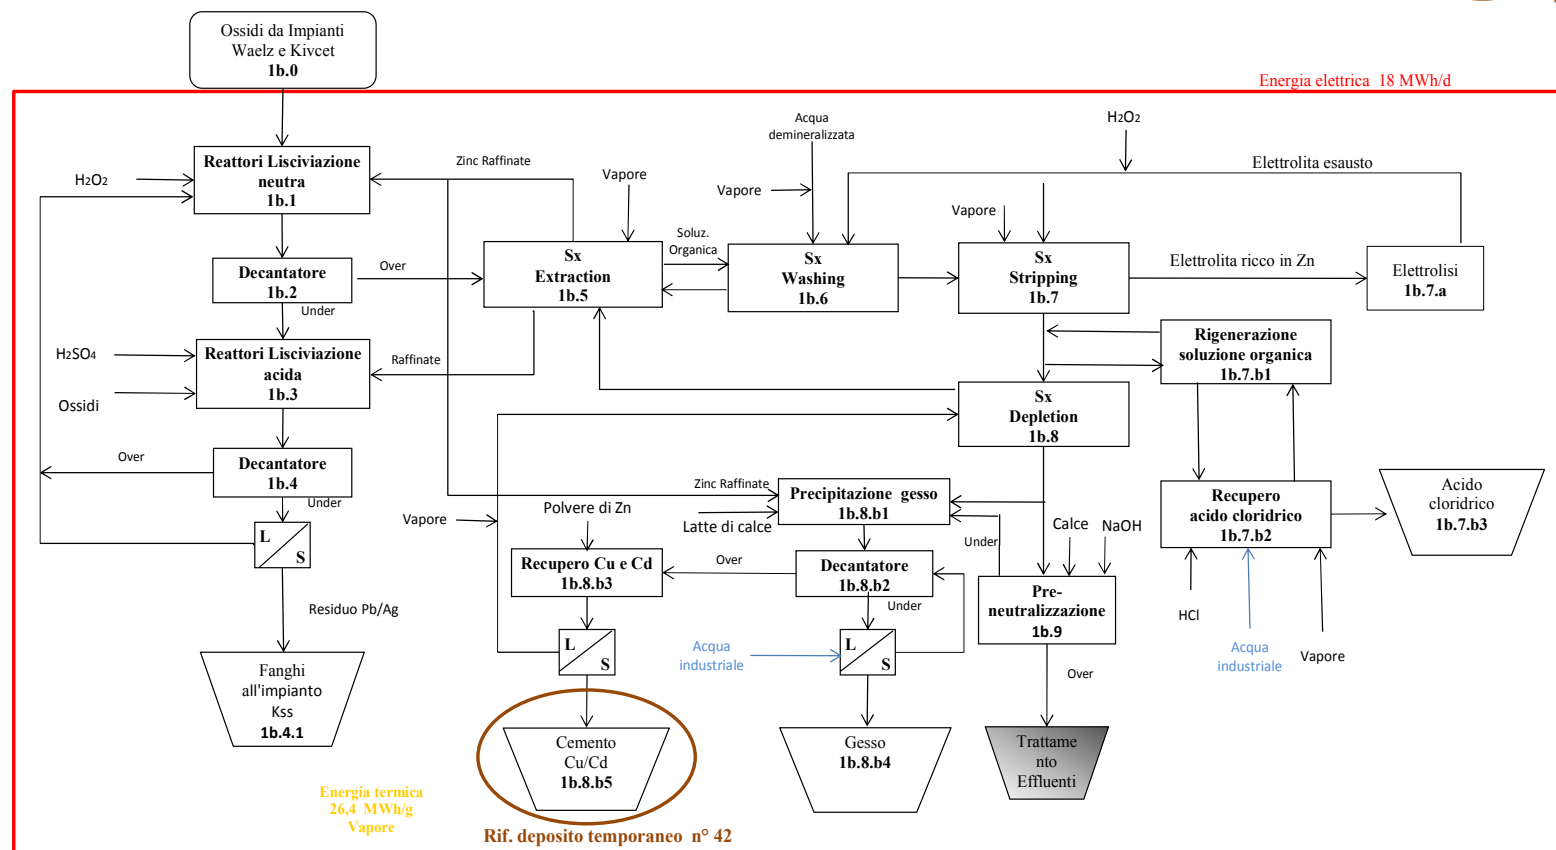 Ossidi da Impianti
Waelz e Kivcet
1b.0
Energia elettrica 18 MWh/d
Reattori Lisciviazione
neutra
1b.1
H2O2
Zinc Raffinate
Vapore
Acqua
demineralizzata
Vapore
H2O2
Elettrolita esausto
Vapore
Decantatore
1b.2
Over
Under
Sx
Extraction
1b.5
Soluz.
Organica
Sx
Washing
1b.6
Sx
Stripping
1b.7
Elettrolita ricco in Zn
Elettrolisi
1b.7.a
H2SO4
Ossidi
Reattori Lisciviazione
acida
1b.3
Raffinate
Rigenerazione
soluzione organica
1b.7.b1
Sx
Depletion
1b.8
Over
Decantatore
1b.4
Under
L
S
Vapore
Polvere di Zn
Zinc Raffinate
Latte di calce
Precipitazione gesso
1b.8.b1
Under
Calce
NaOH
Recupero
acido cloridrico
1b.7.b2
Acido
cloridrico
1b.7.b3
Recupero Cu e Cd
1b.8.b3
Over
Decantatore
1b.8.b2
Under
Pre-
neutralizzazione
1b.9
HCl
Acqua
industriale
Vapore
Residuo Pb/Ag
L
S
Acqua
industriale
L
S
Over
Fanghi
all'impianto
Kss
1b.4.1
Cemento
Cu/Cd
1b.8.b5
Gesso
1b.8.b4
Trattame
nto
Effluenti
Energia termica
26,4 MWh/g
Vapore
Rif. deposito temporaneo n° 42